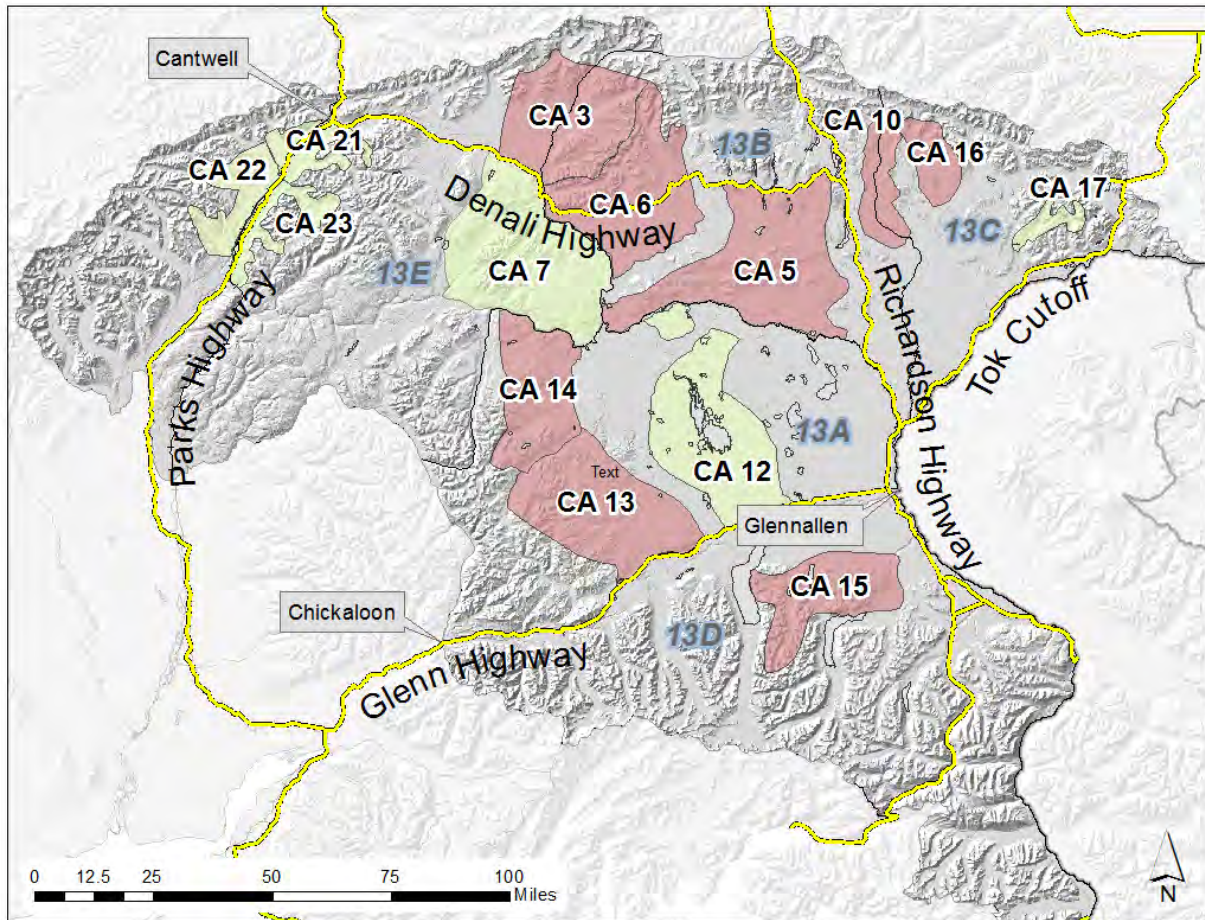 Cantwell
CA 3
CA 10
CA 21
13B
CA 16
CA 22
CA 17
CA 6
CA 23
Denali Highway
13C
13E
CA 7
CA 5
Parks Highway
Richardson Highway
Tok Cutoff
CA 14
13A
Text
CA 12
CA 13
Glennallen
CA 15
Chickaloon
13D
Glenn Highway
0 12.5 25 50 75 100
Miles
N